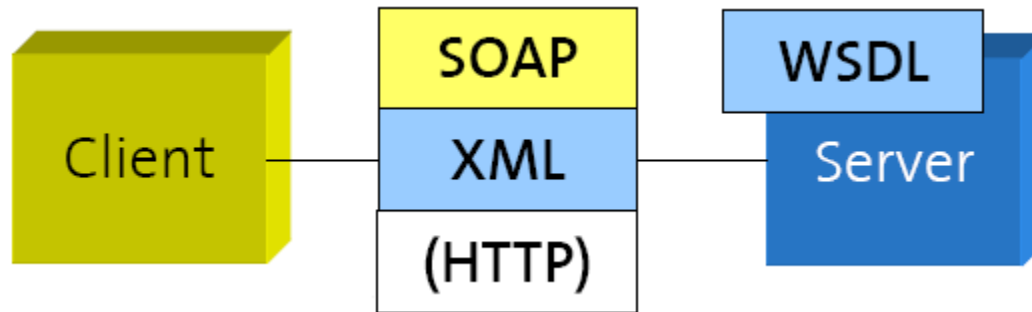 Client
SOAP
XML
(HTTP)
WSDL
Server